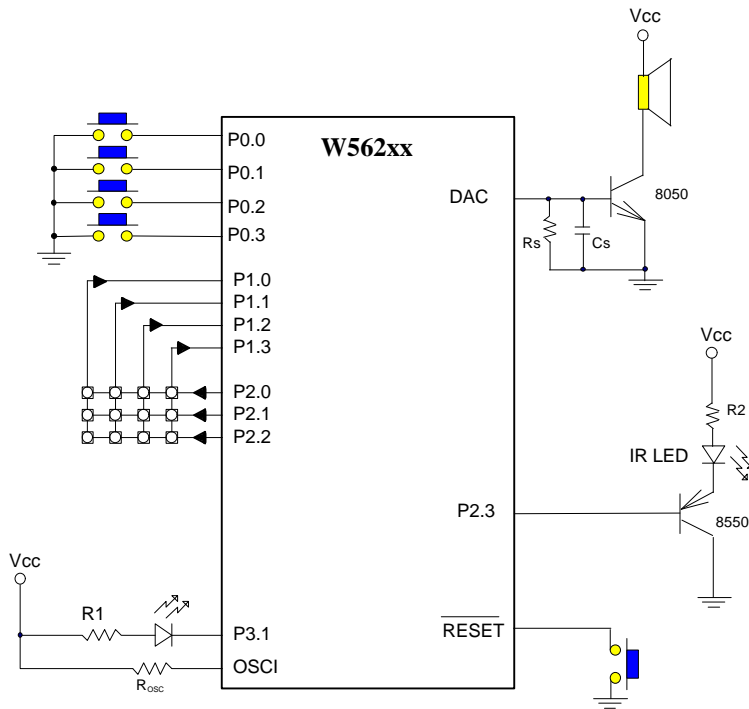 Vcc
W562xx
P0.0
P0.1
P0.2
P0.3
DAC
8050
Rs
Cs
P1.0
P1.1
P1.2
P1.3
P2.0
P2.1
P2.2
Vcc
R2
IR LED
P2.3
8550
Vcc
R1
P3.1
RESET
OSCI
Rosc